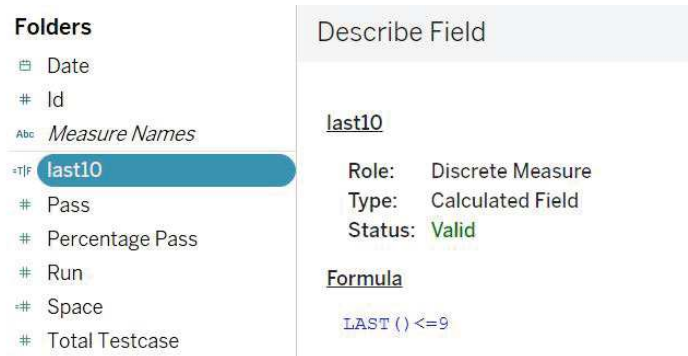 Folders
Date
# Id
Abc Measure Names
=T|F last10
# Pass
# Percentage Pass
# Run
=# Space
# Total Testcase
Describe Field
last10
Role: Discrete Measure
Type: Calculated Field
Status: Valid
Formula
LAST()<=9